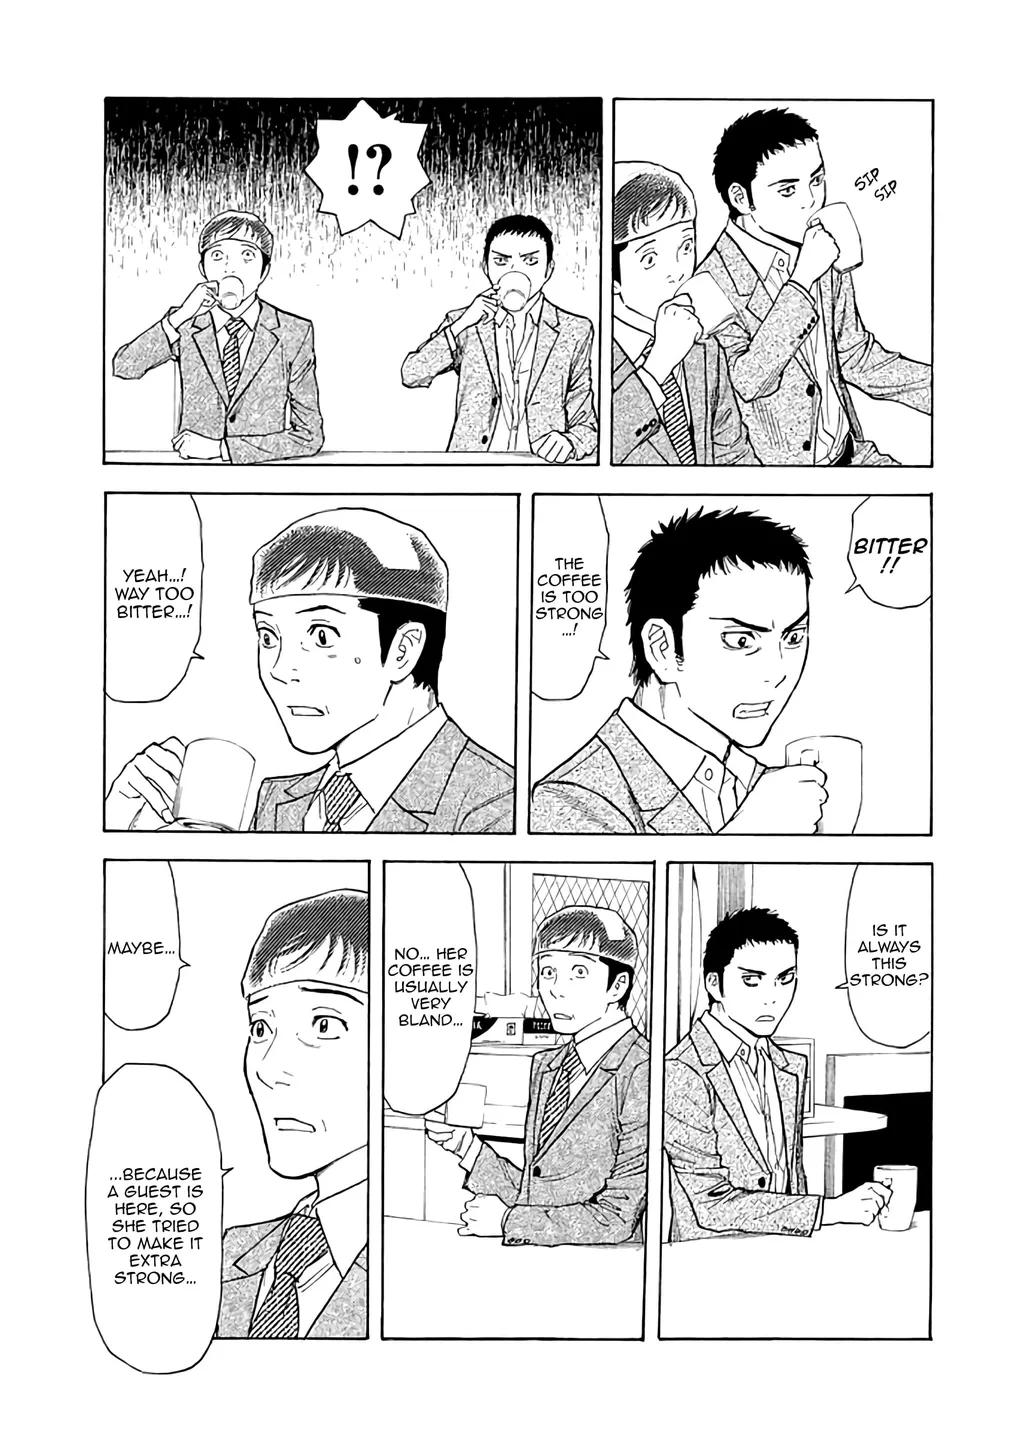 SIP
SIP
!?
BITTER
!!
THE
COFFEE
IS TOO
STRONG
...!
YEAH...!
WAY TOO
BITTER...!
IS IT
ALWAYS
THIS
STRONG?
NO... HER
COFFEE IS
USUALLY
VERY
BLAND...
MAYBE...
...BECAUSE
A GUEST IS
HERE, SO
SHE TRIED
TO MAKE IT
EXTRA
STRONG...